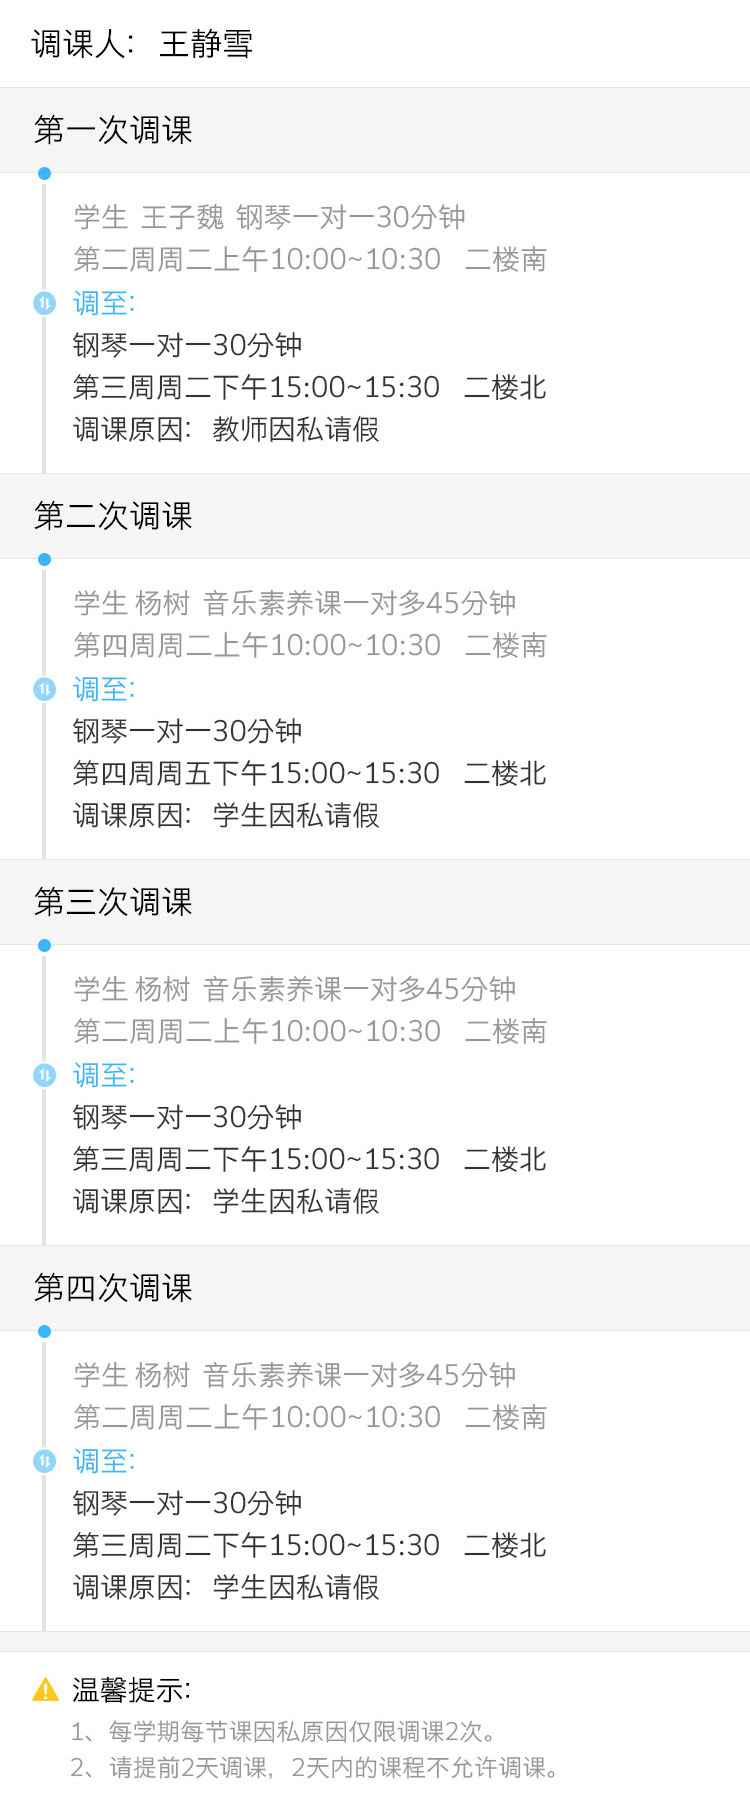 调课人： 王静雪
第一次调课
学生 王子魏 钢琴一对一30分钟
第二周周二上午10:00~10:30 二楼南
调至：
钢琴一对一30分钟
第三周周二下午15:00~15:30 二楼北
调课原因： 教师因私请假
第二次调课
学生 杨树 音乐素养课一对多45分钟
第四周周二上午10:00~10:30 二楼南
调至：
钢琴一对一30分钟
第四周周五下午15:00~15:30 二楼北
调课原因： 学生因私请假
第三次调课
学生 杨树 音乐素养课一对多45分钟
第二周周二上午10:00~10:30 二楼南
调至：
钢琴一对一30分钟
第三周周二下午15:00~15:30 二楼北
调课原因： 学生因私请假
第四次调课
学生 杨树 音乐素养课一对多45分钟
第二周周二上午10:00~10:30 二楼南
调至：
钢琴一对一30分钟
第三周周二下午15:00~15:30 二楼北
调课原因： 学生因私请假
温馨提示：
1、每学期每节课因私原因仅限调课2次。
2、请提前2天调课，2天内的课程不允许调课。